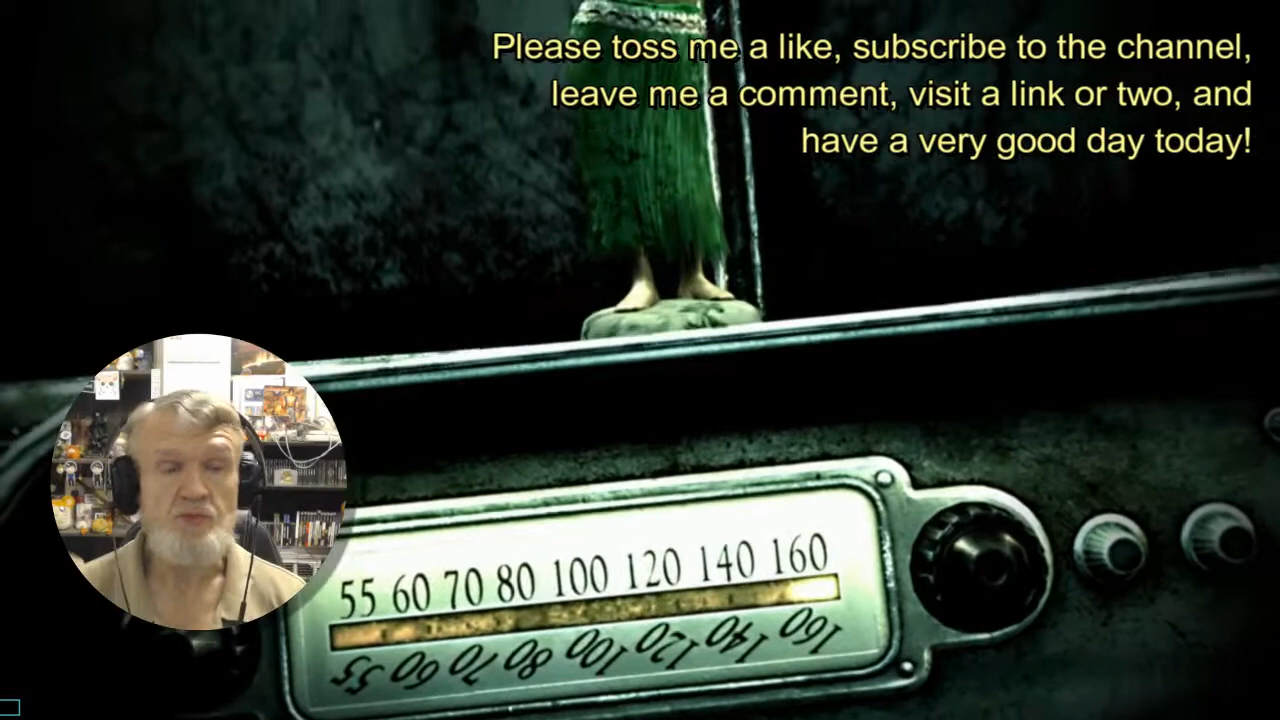 Please toss me a like, subscribe to the channel,
leave me a comment, visit a link or two, and
have a very good day today!
55 60 70 80 100 120 140 160
55 60 70 80 100 120 140 160